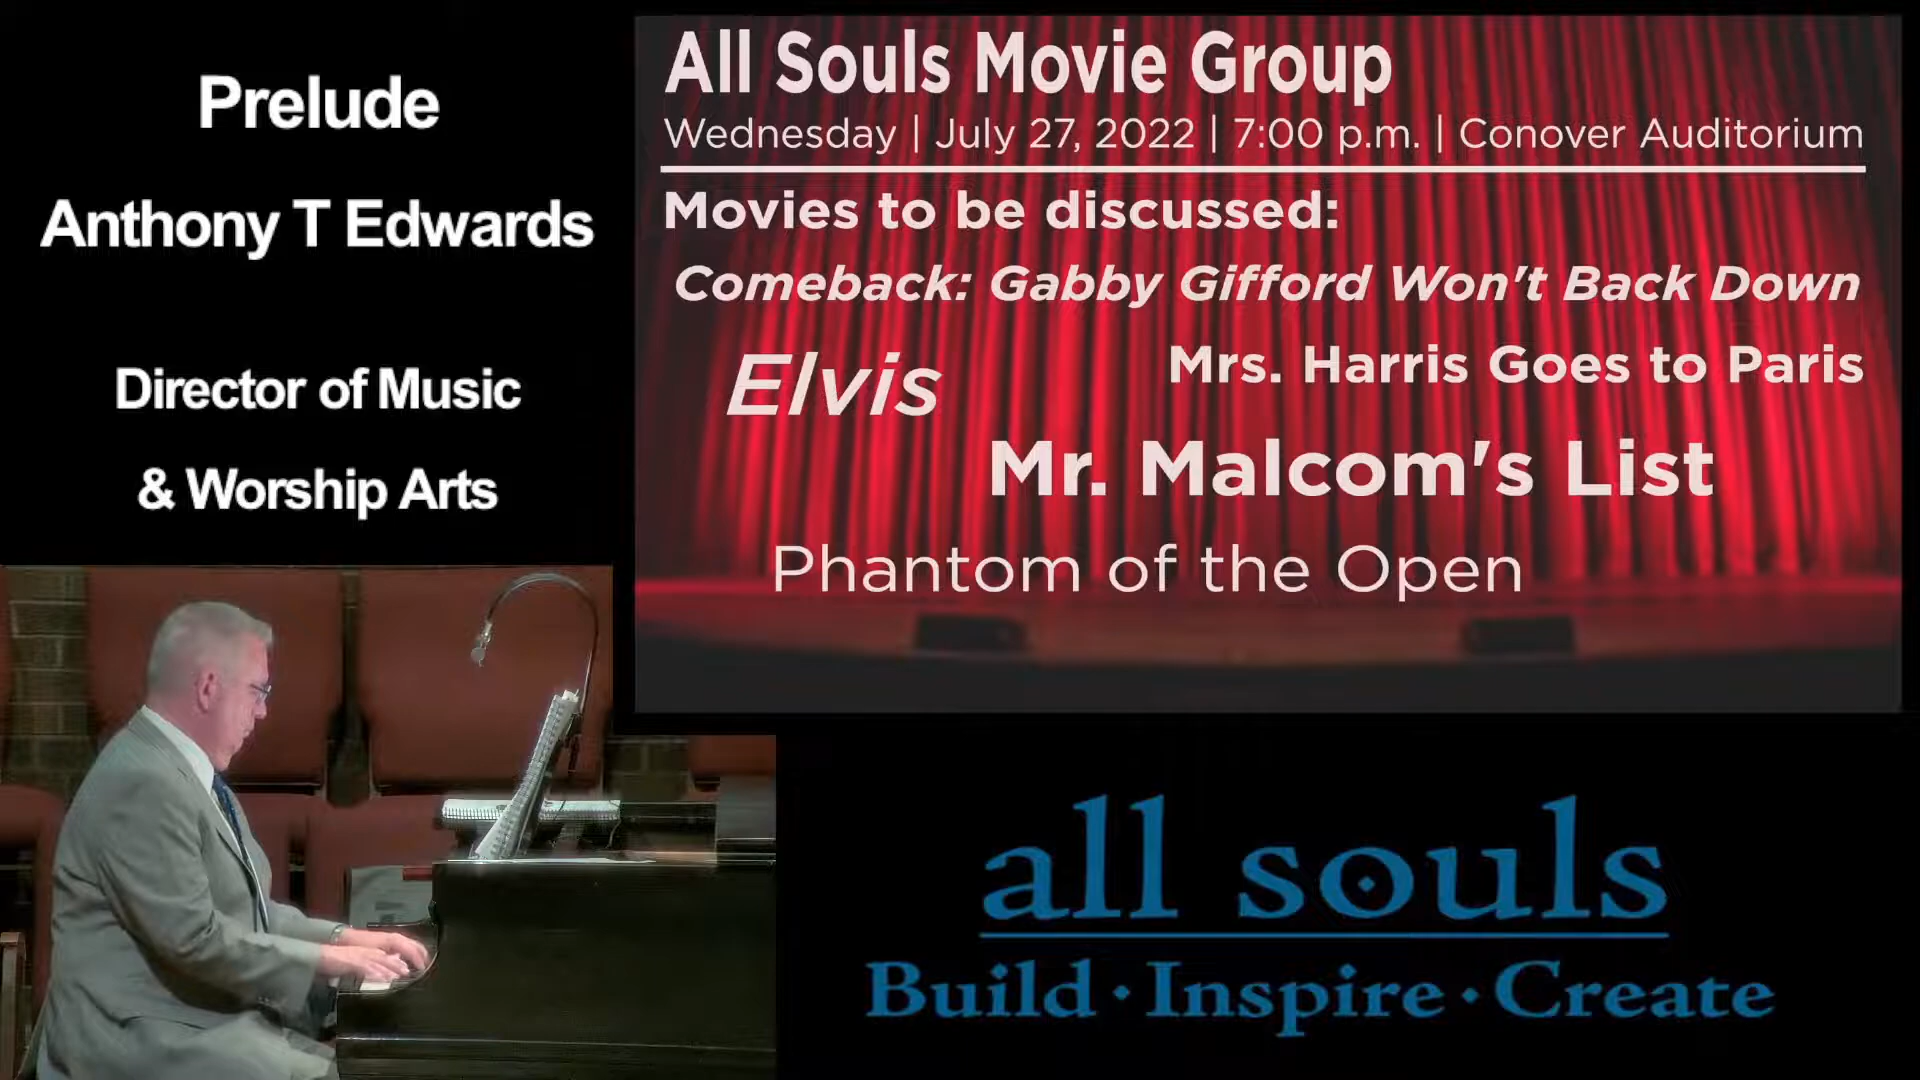 Prelude
Anthony T Edwards
Director of Music
& Worship Arts
All Souls Movie Group
Wednesday | July 27, 2022 | 7:00 p.m. | Conover Auditorium
Movies to be discussed:
Comeback: Gabby Gifford Won't Back Down
Elvis
Mrs. Harris Goes to Paris
Mr. Malcom's List
Phantom of the Open
all souls
Build · Inspire · Create